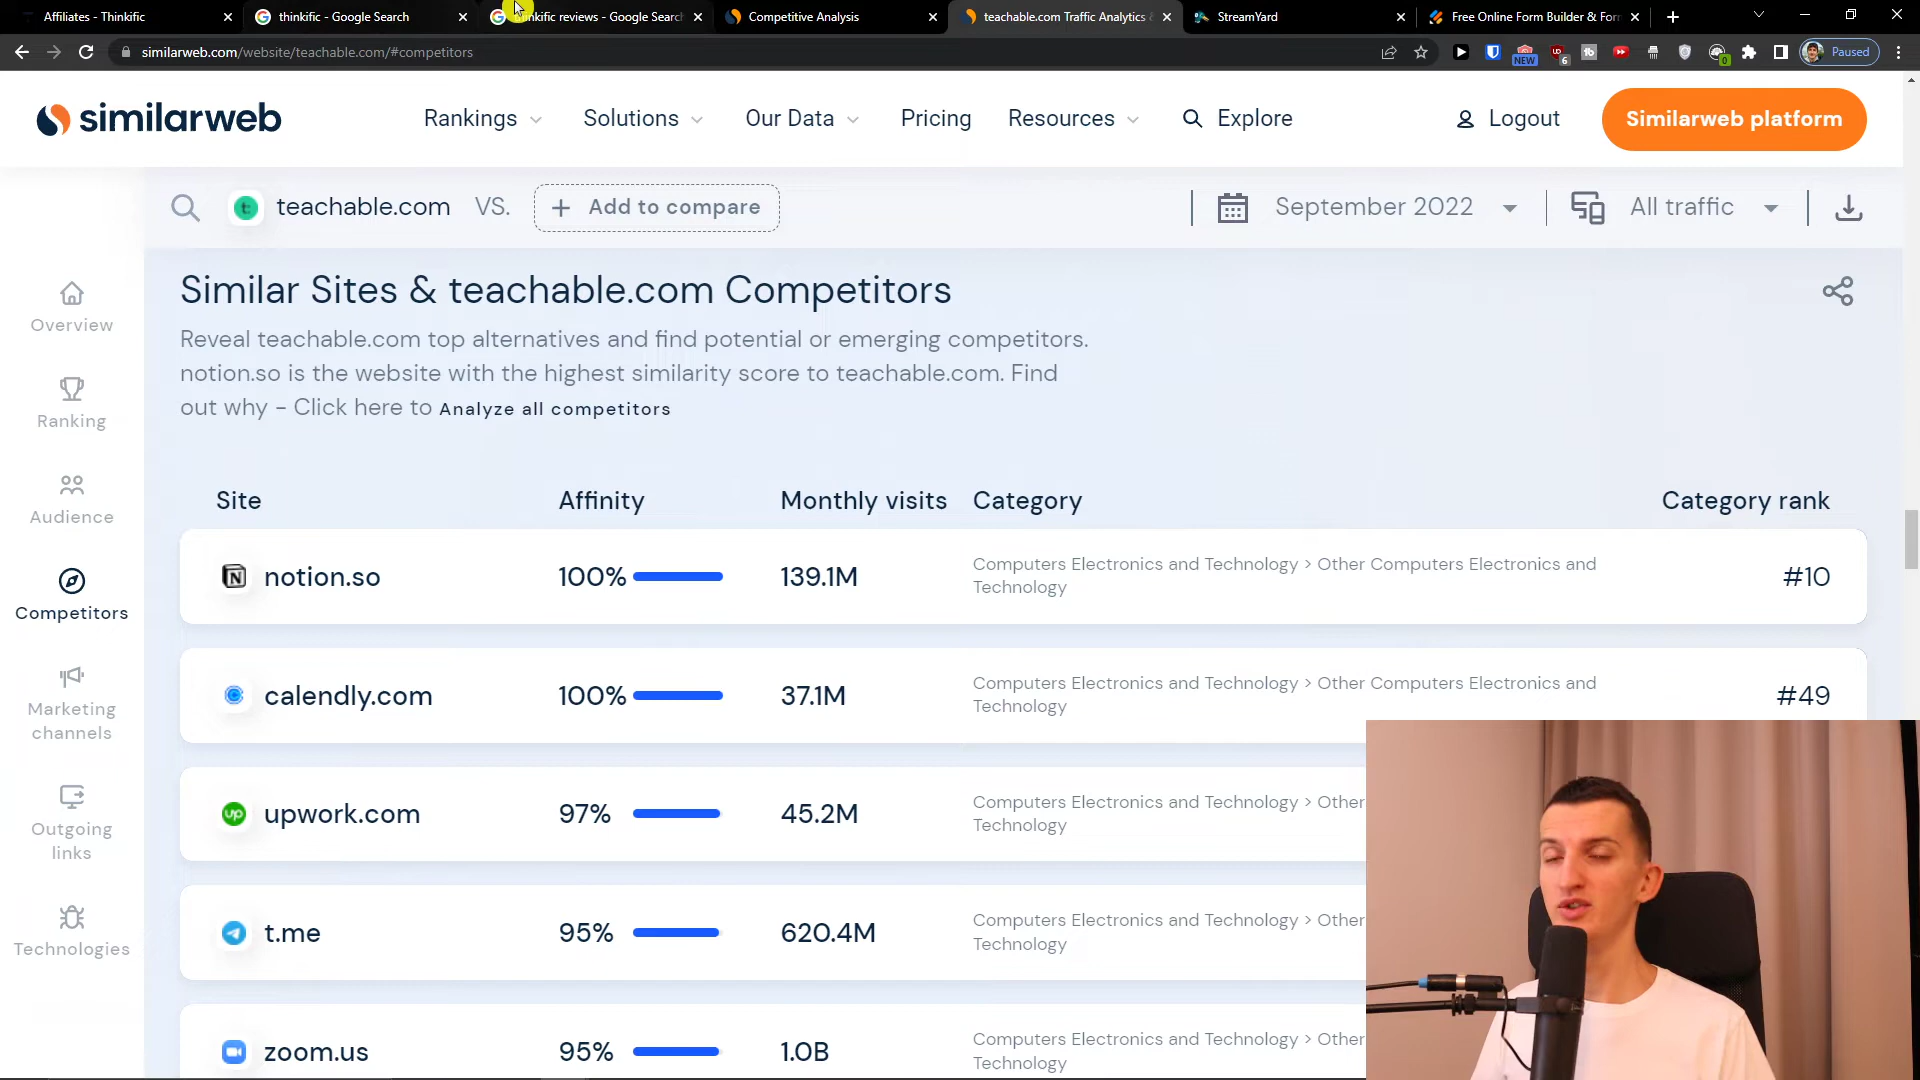 Affiliates - Thinkific
thinkific - Google Search
nkific reviews - Google Search
Competitive Analysis
teachable.com Traffic Analytics
StreamYard
Free Online Form Builder & For
similarweb.com/website/teachable.com/#competitors
NEW
6
0
Paused
similarweb
Rankings
Solutions
Our Data
Pricing
Resources
Explore
Logout
Similarweb platform
teachable.com VS. + Add to compare
September 2022
All traffic
Overview
Ranking
Audience
Competitors
Marketing
channels
Outgoing
links
Technologies
Similar Sites & teachable.com Competitors
Reveal teachable.com top alternatives and find potential or emerging competitors.
notion.so is the website with the highest similarity score to teachable.com. Find
out why - Click here to Analyze all competitors
Site Affinity Monthly visits Category Category rank
notion.so 100% 139.1M Computers Electronics and Technology > Other Computers Electronics and
Technology
#10
calendly.com 100% 37.1M Computers Electronics and Technology > Other Computers Electronics and
Technology
#49
upwork.com 97% 45.2M Computers Electronics and Technology > Other
Technology
t.me 95% 620.4M Computers Electronics and Technology > Other
Technology
zoom.us 95% 1.0B Computers Electronics and Technology > Other
Technology